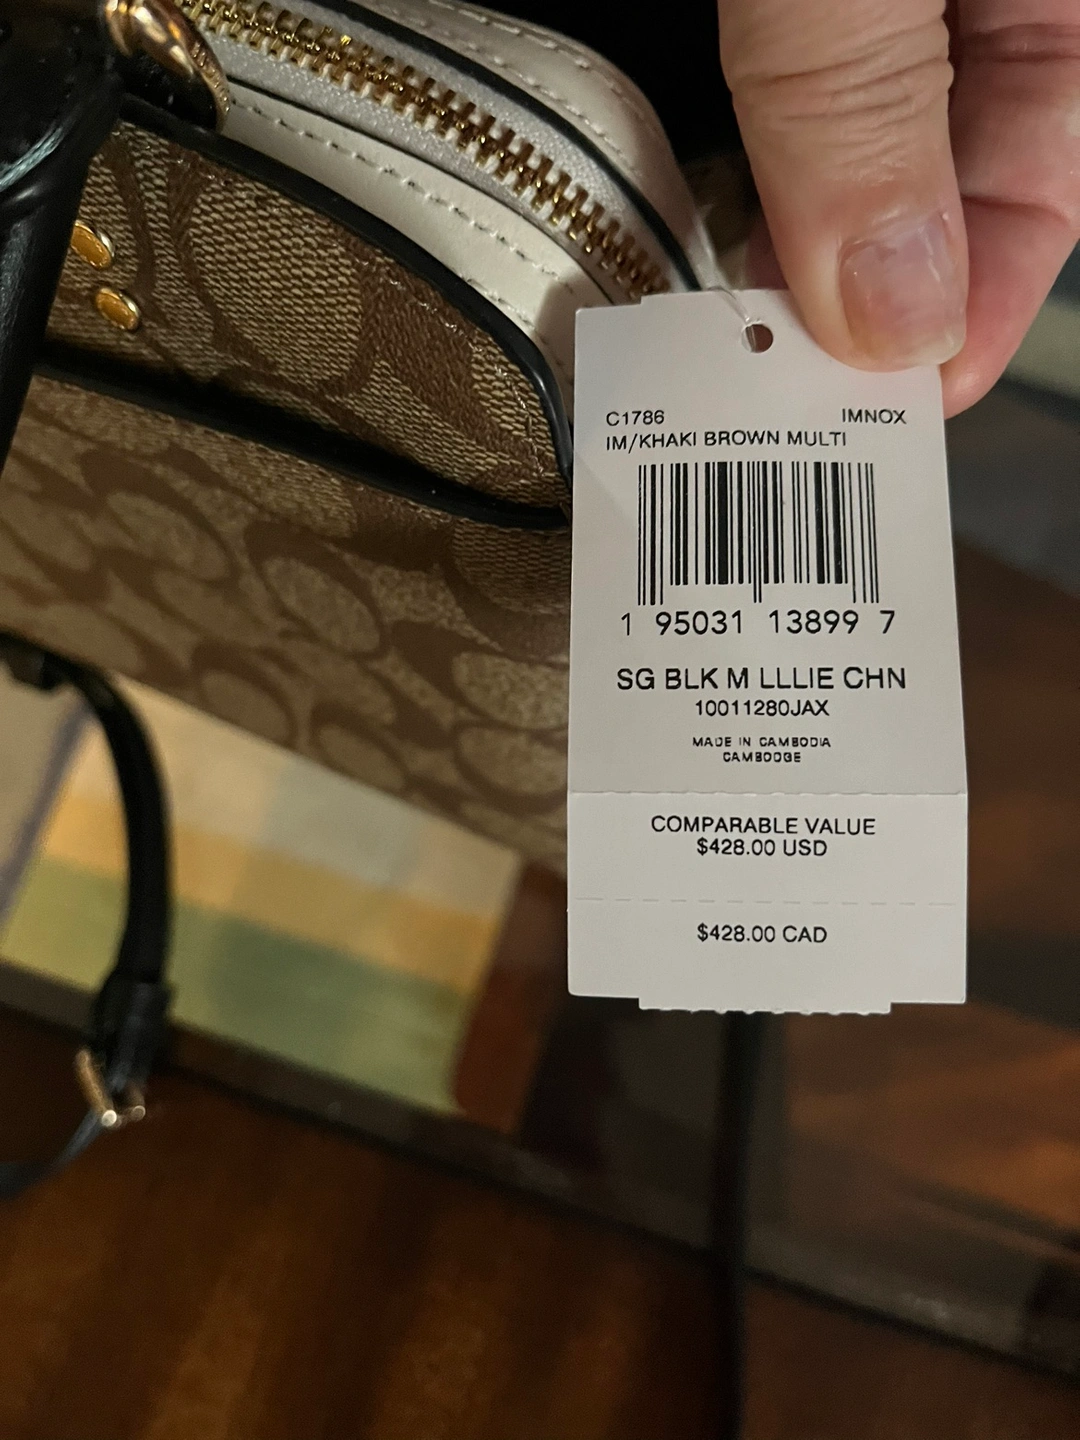 C1786 IMNOX
IM/KHAKI BROWN MULTI
1 95031 13899 7
SG BLK M LLLIE CHN
10011280JAX
MADE IN CAMBODIA
CAMBODGE
COMPARABLE VALUE
$428.00 USD
$428.00 CAD